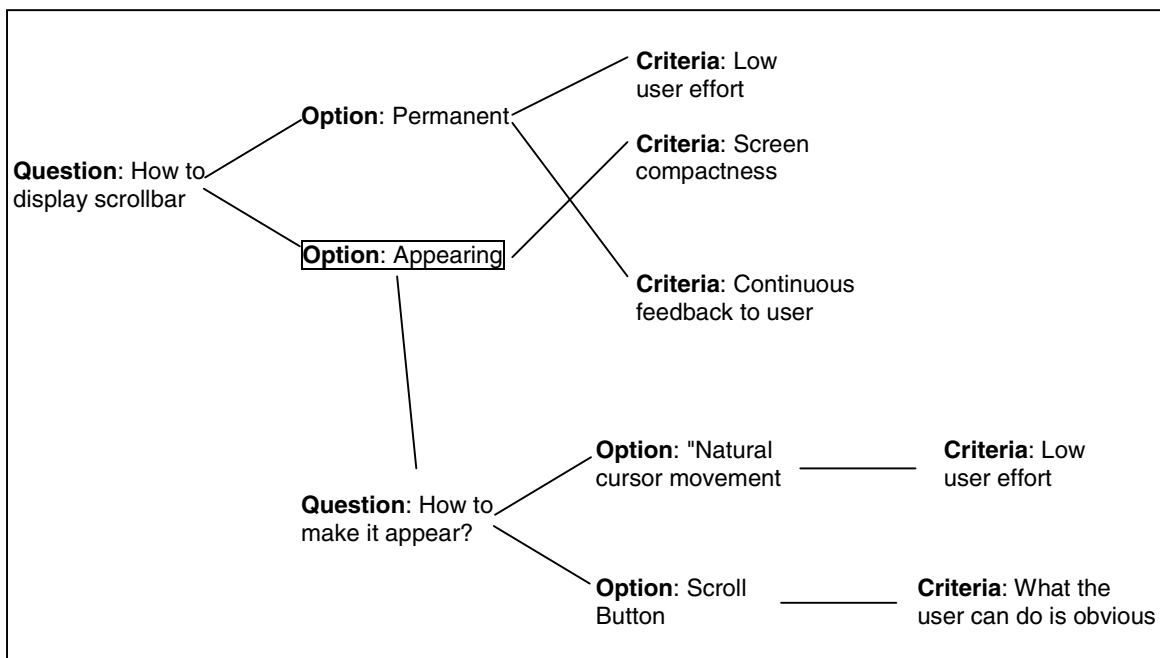 Question: How to
display scrollbar
Option: Permanent
Option: Appearing
Criteria: Low
user effort
Criteria: Screen
compactness
Criteria: Continuous
feedback to user
Question: How to
make it appear?
Option: "Natural
cursor movement
Criteria: Low
user effort
Option: Scroll
Button
Criteria: What the
user can do is obvious